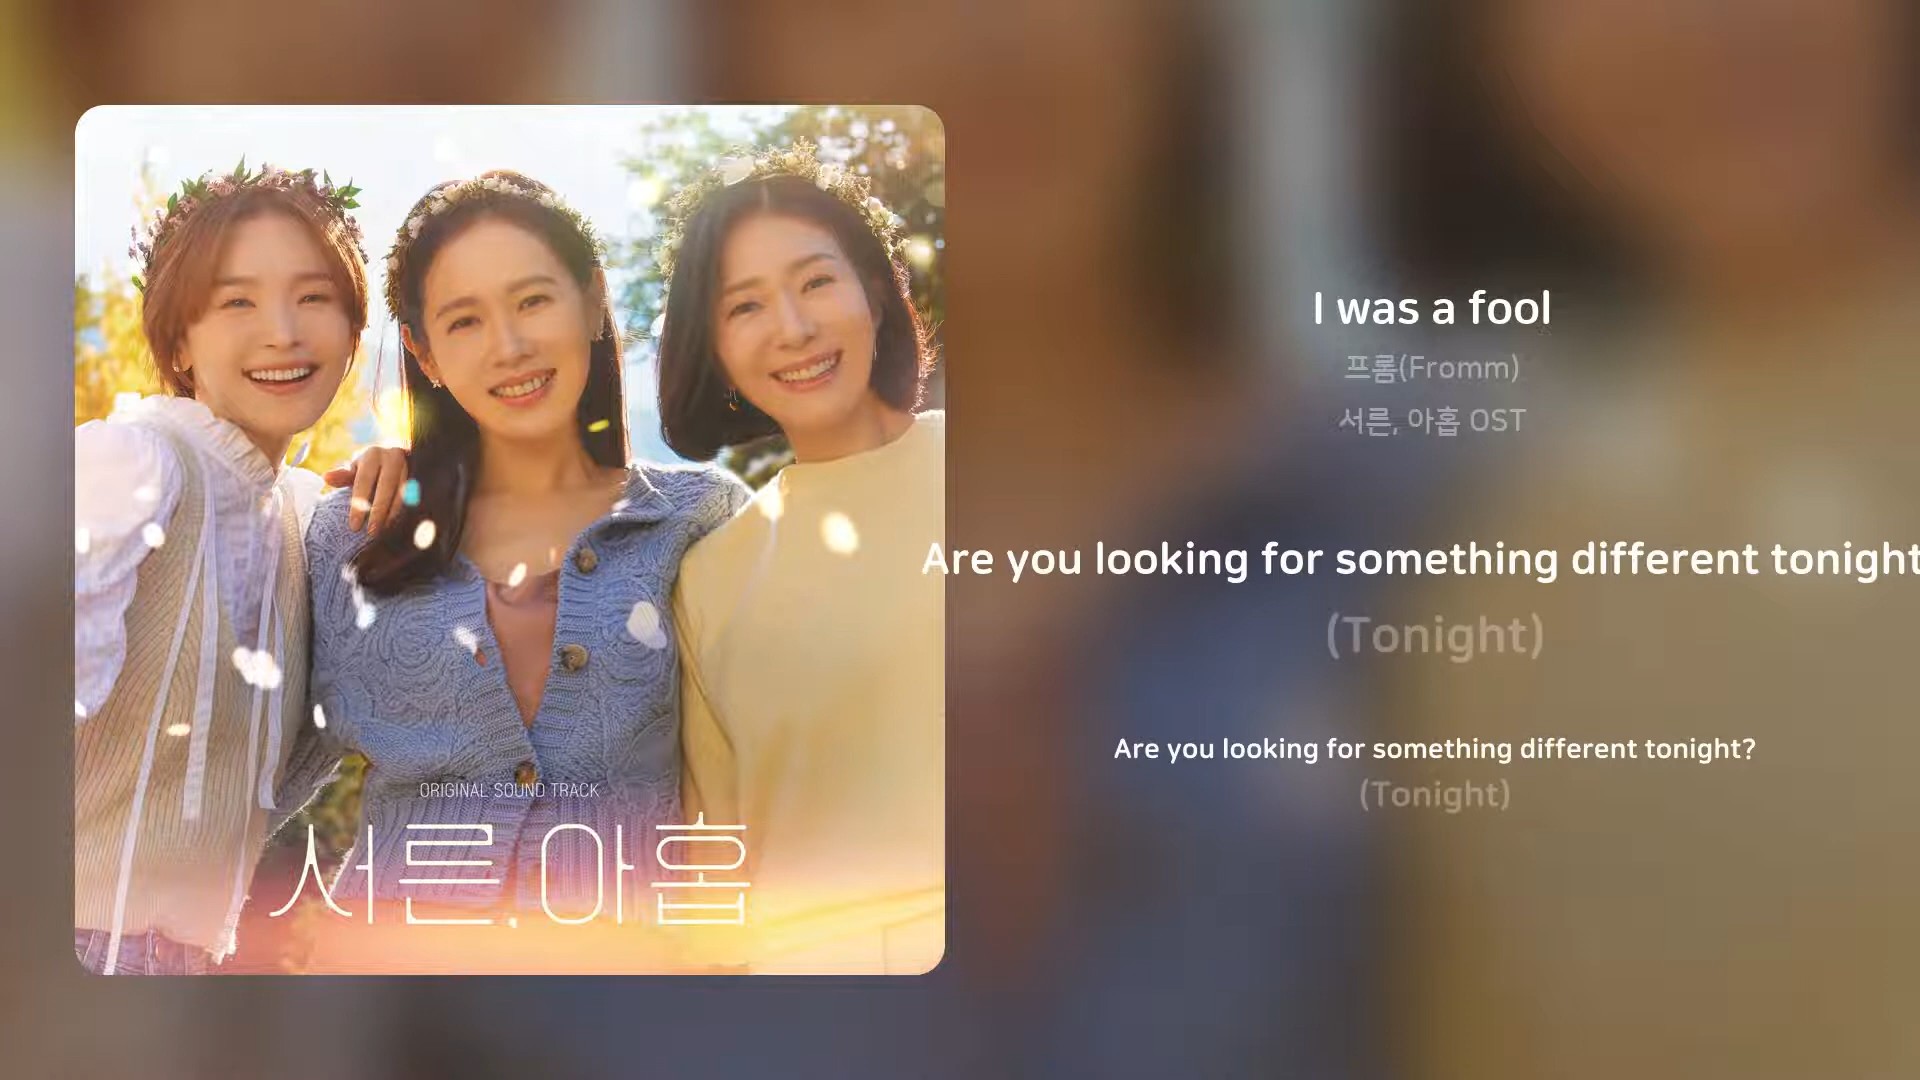 ORIGINAL SOUND TRACK
서른, 아홉
I was a fool
프롬(Fromm)
서른, 아홉 OST
Are you looking for something different tonight
(Tonight)
Are you looking for something different tonight?
(Tonight)